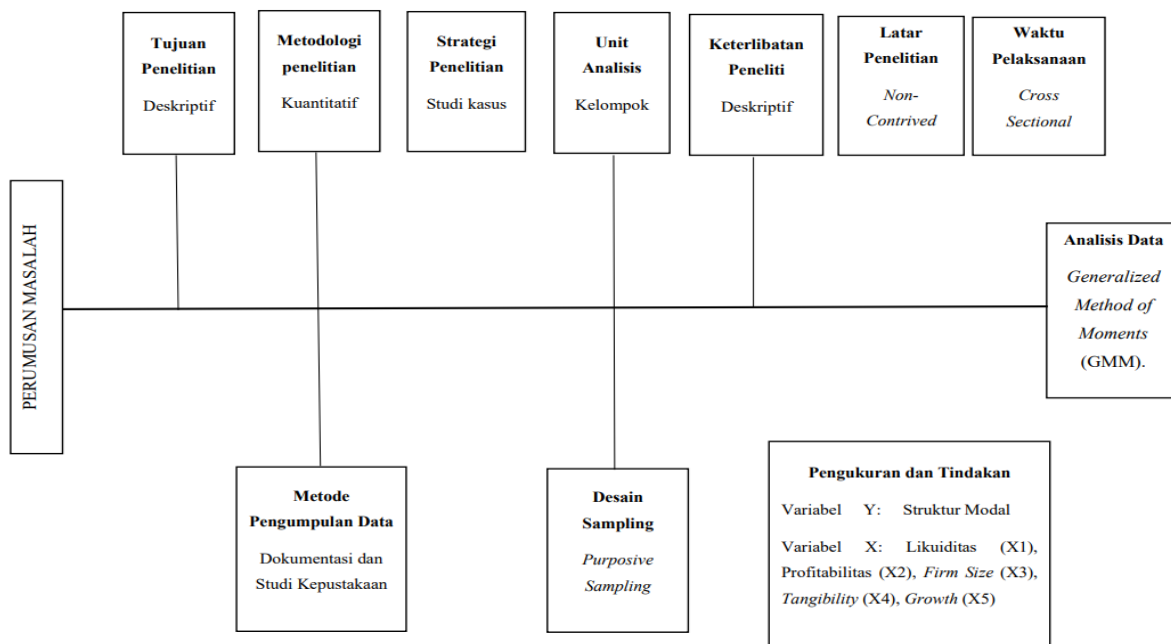 Tujuan
Penelitian
Deskriptif
Metodologi
penelitian
Kuantitatif
Strategi
Penelitian
Studi kasus
Unit
Analisis
Kelompok
Keterlibatan
Peneliti
Deskriptif
Latar
Penelitian
Non-
Contrived
Waktu
Pelaksanaan
Cross
Sectional
PERUMUSAN MASALAH
Analisis Data
Generalized
Method of
Moments
(GMM).
Metode
Pengumpulan Data
Dokumentasi dan
Studi Kepustakaan
Desain
Sampling
Purposive
Sampling
Pengukuran dan Tindakan
Variabel Y: Struktur Modal
Variabel X: Likuiditas (X1),
Profitabilitas (X2), Firm Size (X3),
Tangibility (X4), Growth (X5)